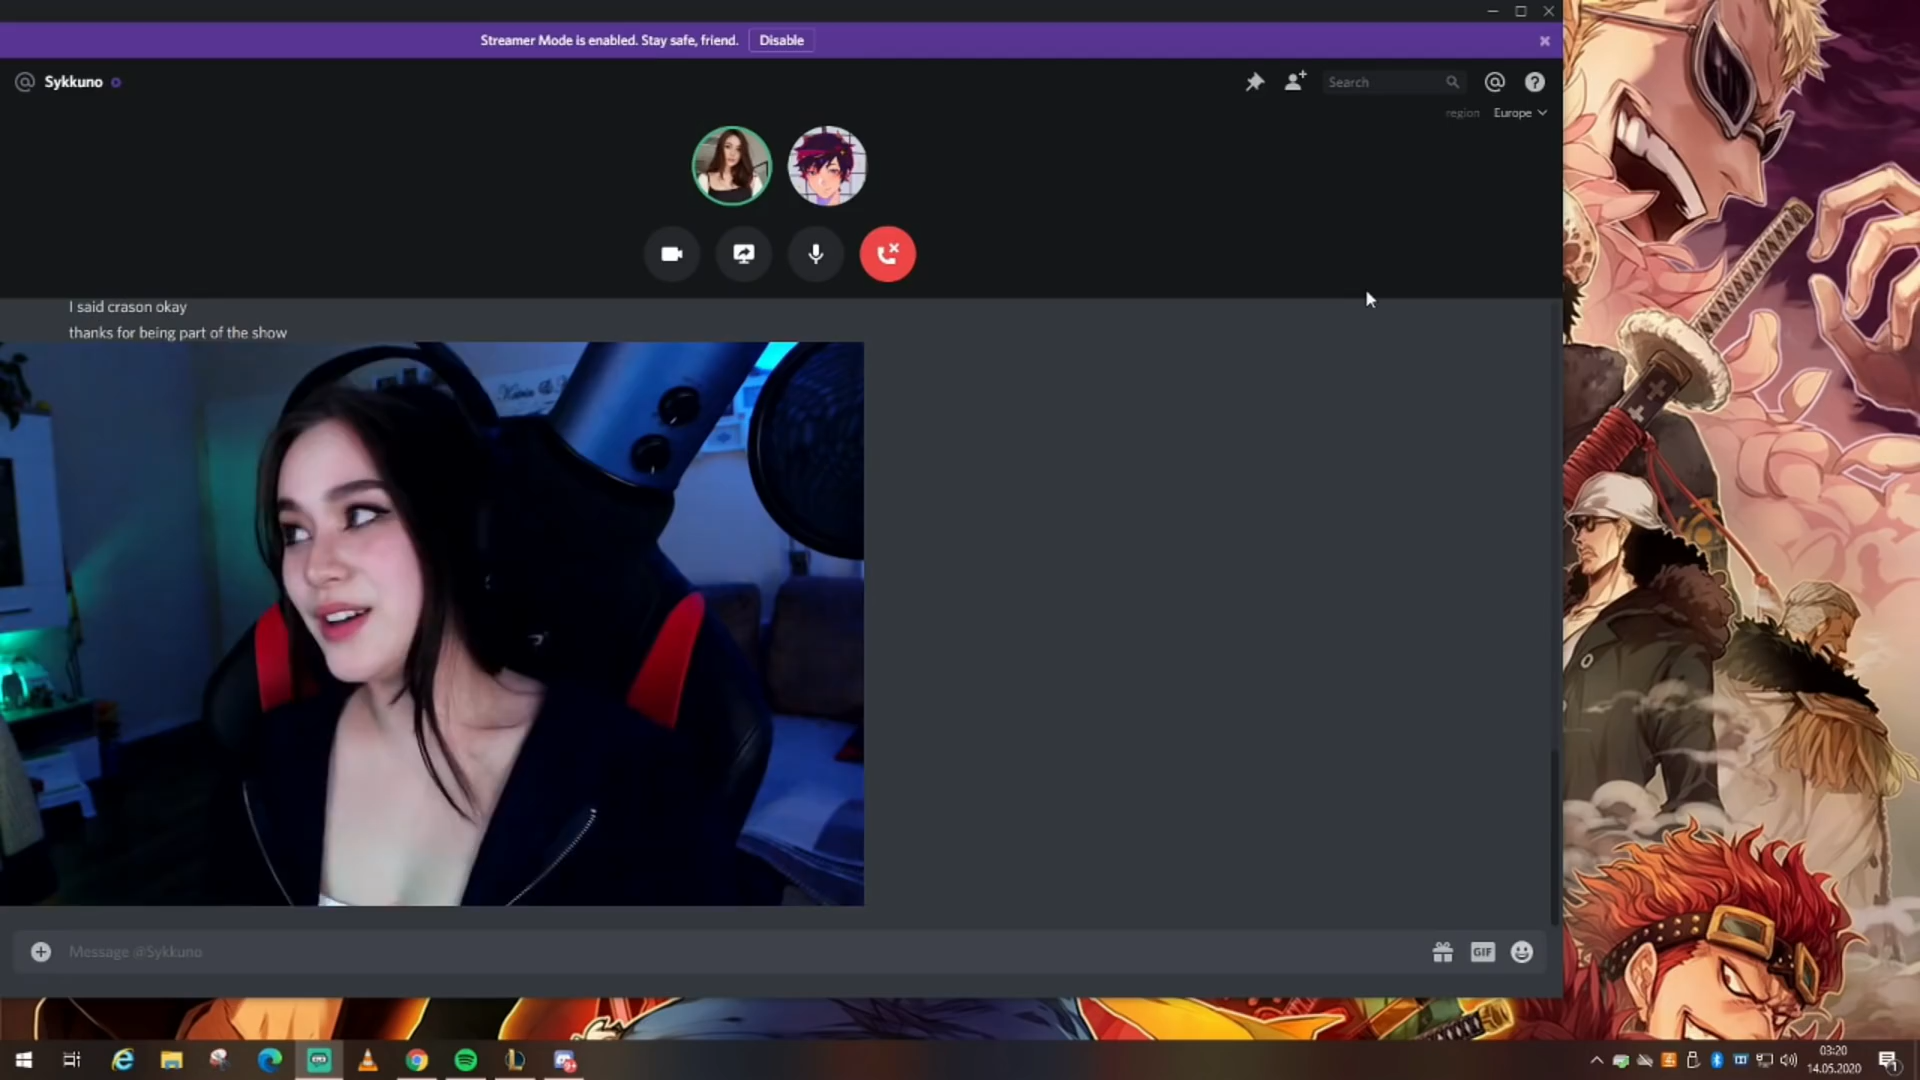 Streamer Mode is enabled. Stay safe, friend. Disable
Sykkuno
Search
region Europe
I said crason okay
thanks for being part of the show
Message @Sykkuno
GIF
03:20
14.05.2020